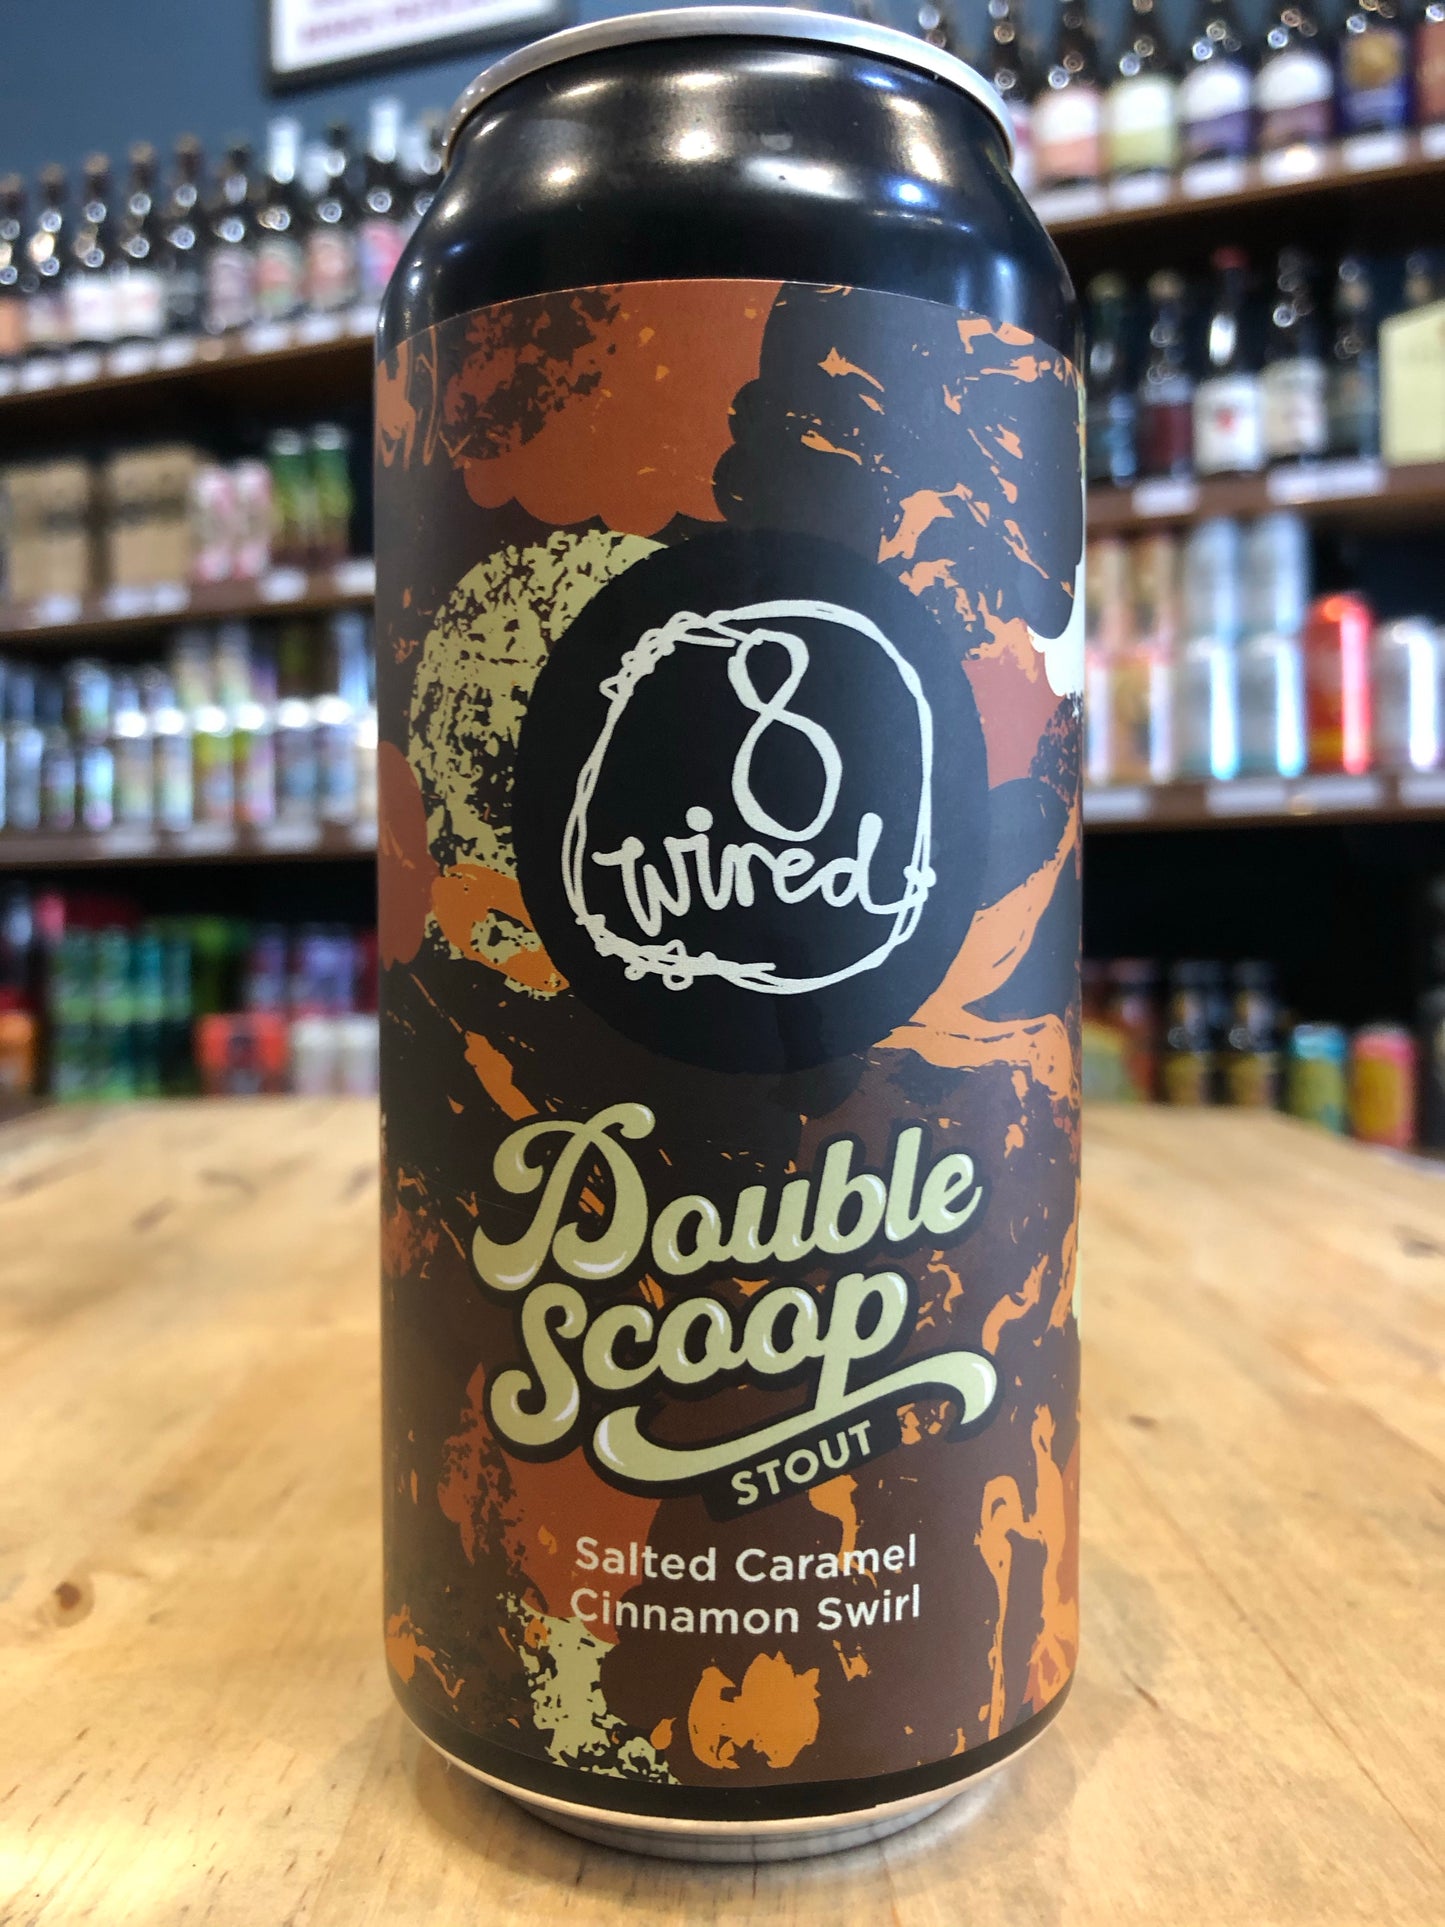 8
wired
Double
Scoop
STOUT
Salted Caramel
Cinnamon Swirl